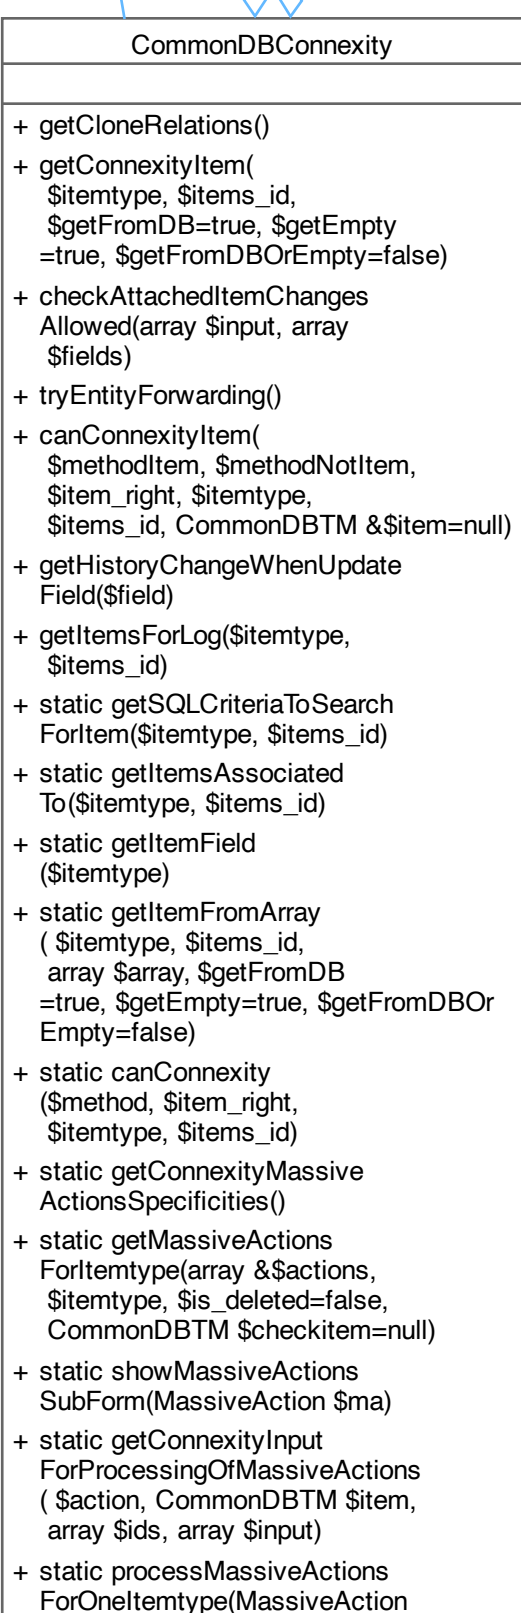 CommonDBConnexity
+ getCloneRelations()
+ getConnexityItem(
$itemtype, $items_id,
$getFromDB=true, $getEmpty
=true, $getFromDBOrEmpty=false)
+ checkAttachedItemChanges
Allowed(array $input, array
$fields)
+ tryEntityForwarding()
+ canConnexityItem(
$methodItem, $methodNotItem,
$item_right, $itemtype,
$items_id, CommonDBTM &$item=null)
+ getHistoryChangeWhenUpdate
Field($field)
+ getItemsForLog($itemtype,
$items_id)
+ static getSQLCriteriaToSearch
ForItem($itemtype, $items_id)
+ static getItemsAssociated
To($itemtype, $items_id)
+ static getItemField
($itemtype)
+ static getItemFromArray
( $itemtype, $items_id,
array $array, $getFromDB
=true, $getEmpty=true, $getFromDBOr
Empty=false)
+ static canConnexity
($method, $item_right,
$itemtype, $items_id)
+ static getConnexityMassive
ActionsSpecificities()
+ static getMassiveActions
ForItemtype(array &$actions,
$itemtype, $is_deleted=false,
CommonDBTM $checkitem=null)
+ static showMassiveActions
SubForm(MassiveAction $ma)
+ static getConnexityInput
ForProcessingOfMassiveActions
( $action, CommonDBTM $item,
array $ids, array $input)
+ static processMassiveActions
ForOneItemtype(MassiveAction